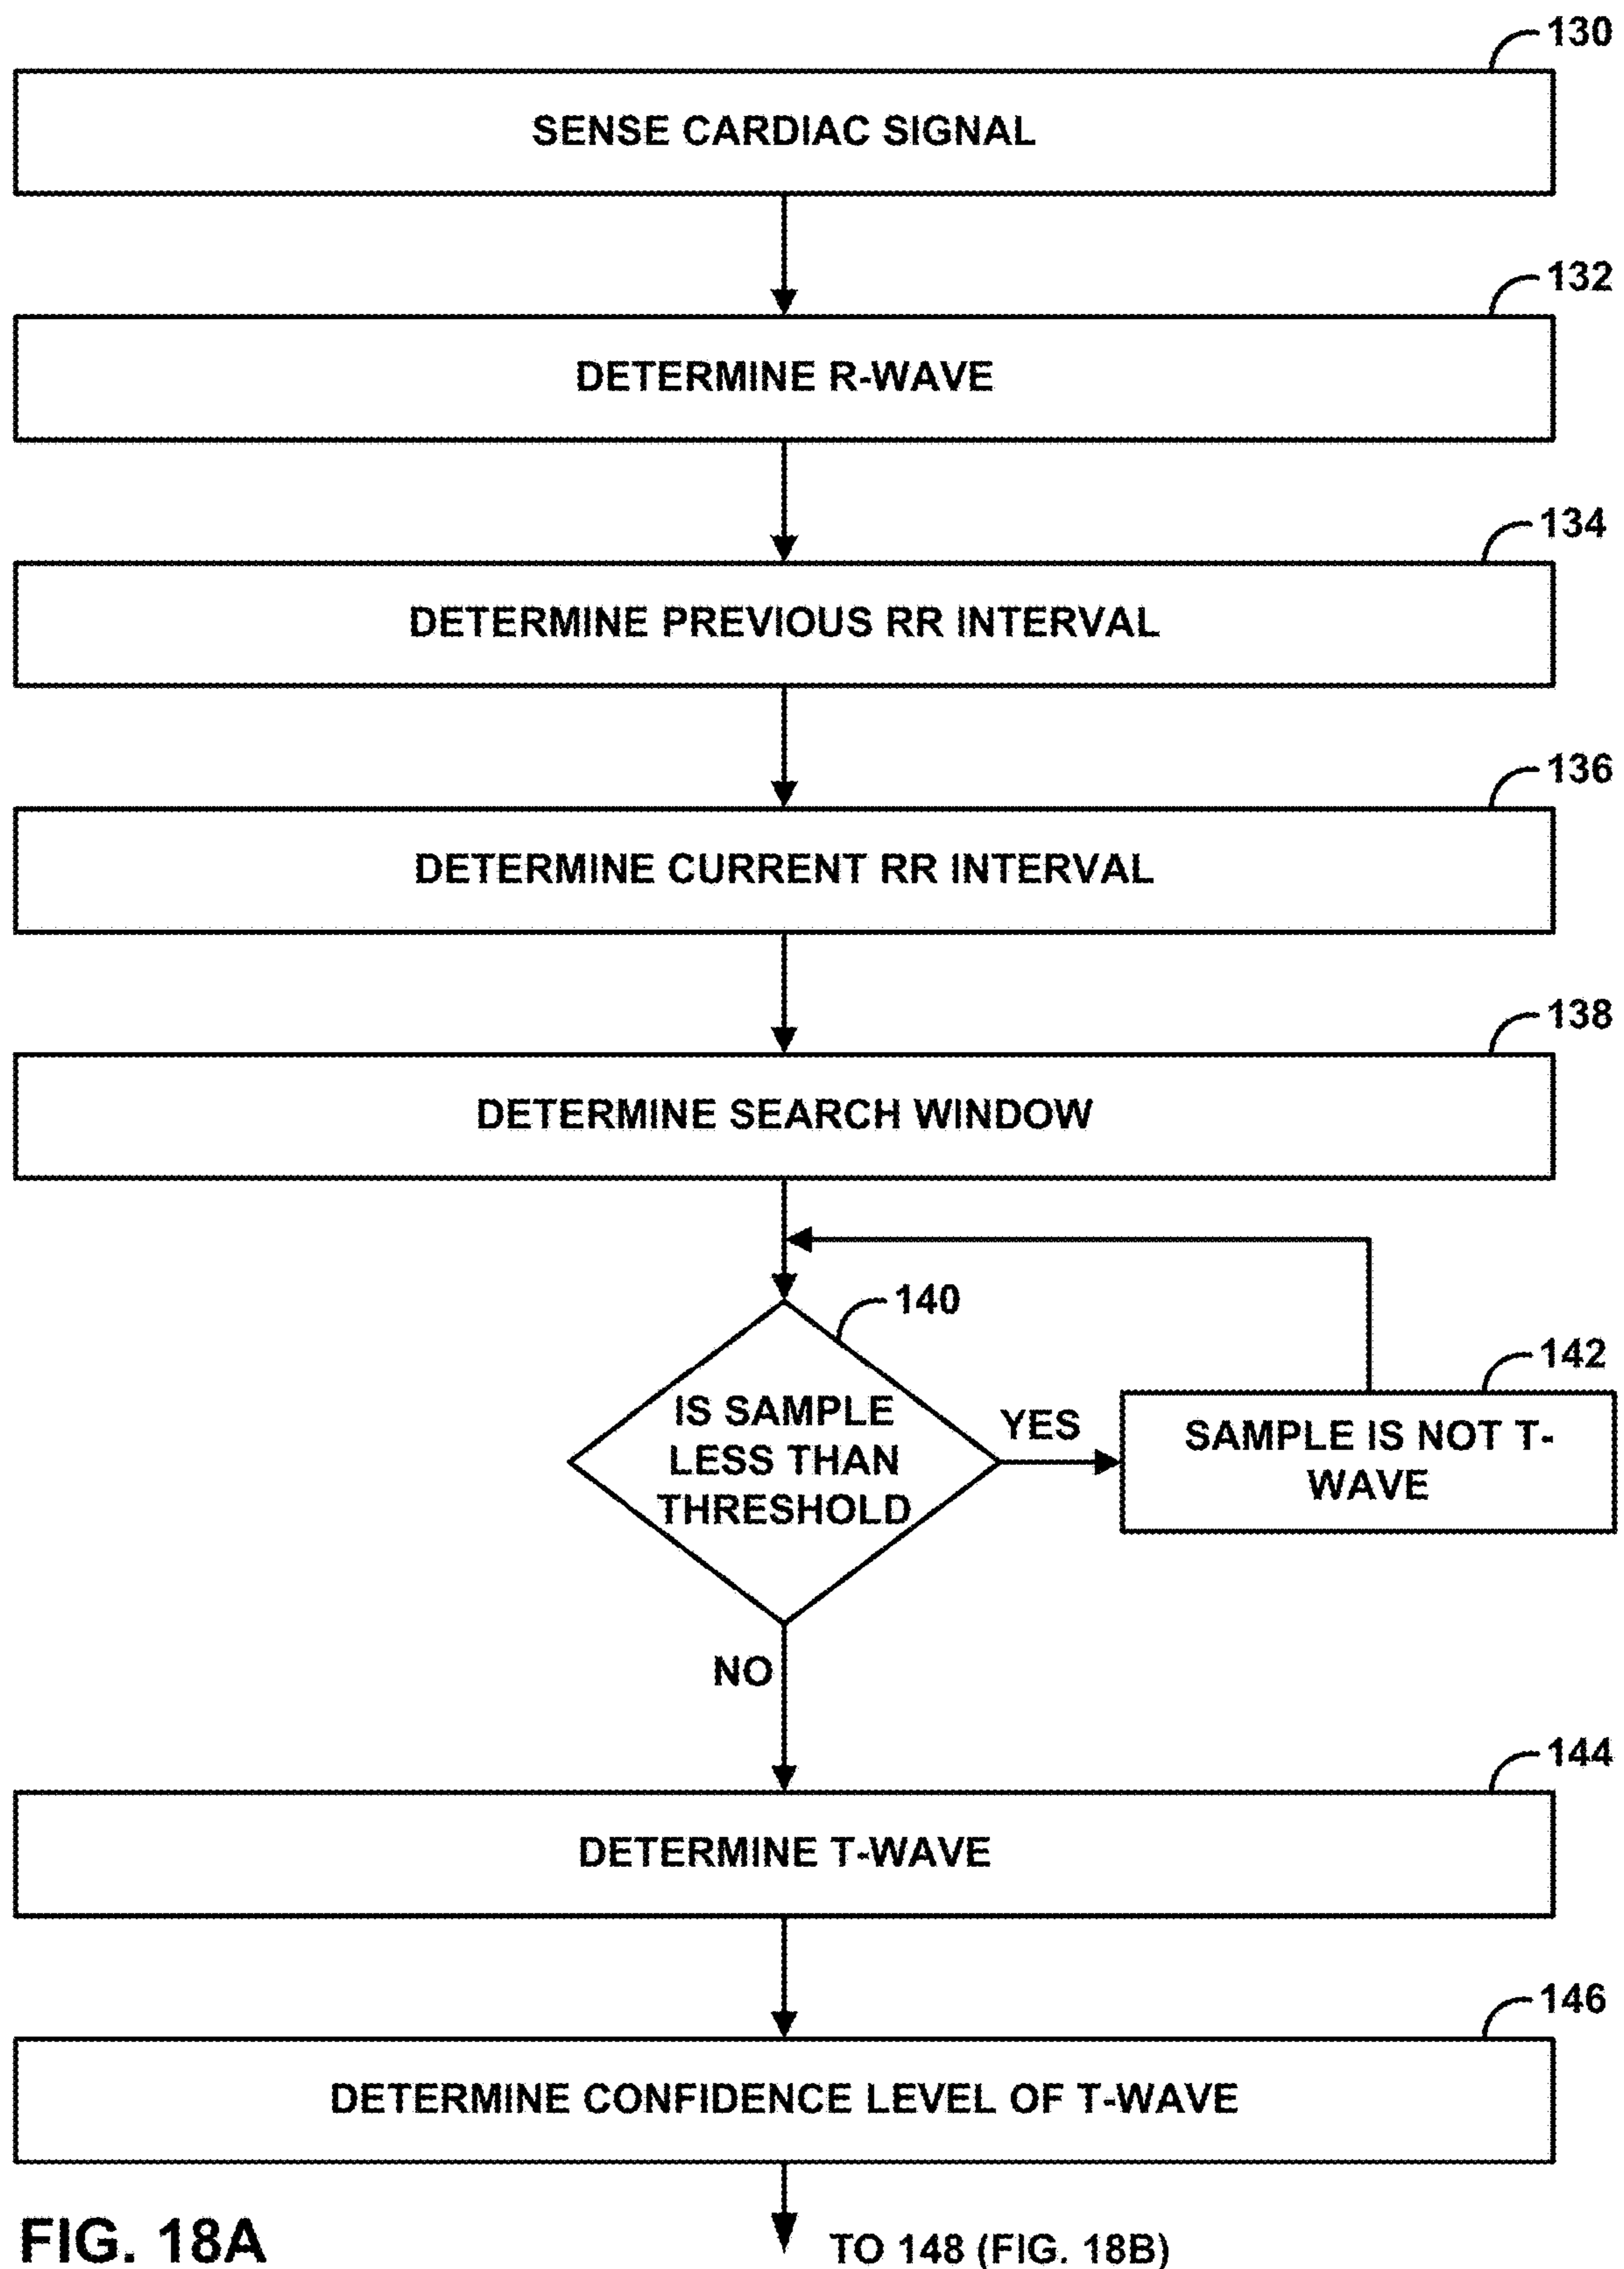 130
SENSE CARDIAC SIGNAL
132
DETERMINE R-WAVE
134
DETERMINE PREVIOUS RR INTERVAL
136
DETERMINE CURRENT RR INTERVAL
138
DETERMINE SEARCH WINDOW
140
IS SAMPLE
LESS THAN
THRESHOLD
YES
142
SAMPLE IS NOT T-
WAVE
NO
144
DETERMINE T-WAVE
146
DETERMINE CONFIDENCE LEVEL OF T-WAVE
FIG. 18A
TO 148 (FIG. 18B)